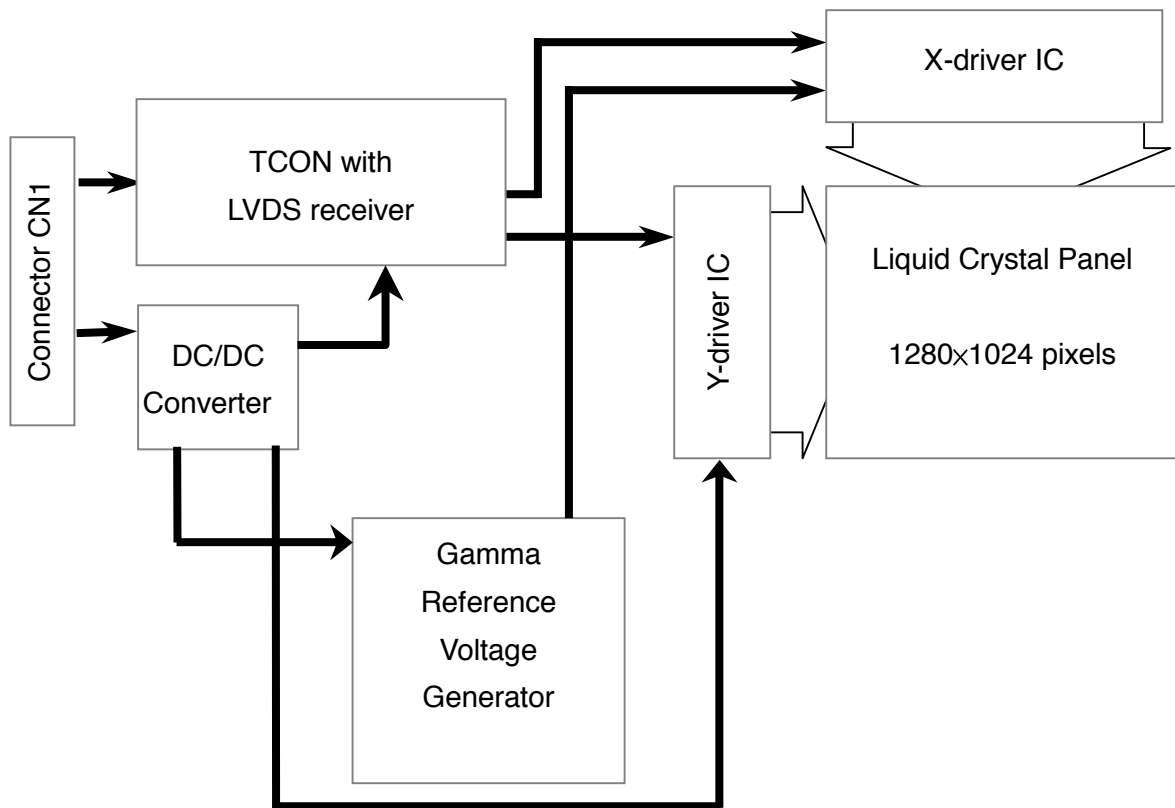 X-driver IC
TCON with
LVDS receiver
Connector CN1
Y-driver IC
Liquid Crystal Panel
1280×1024 pixels
DC/DC
Converter
Gamma
Reference
Voltage
Generator